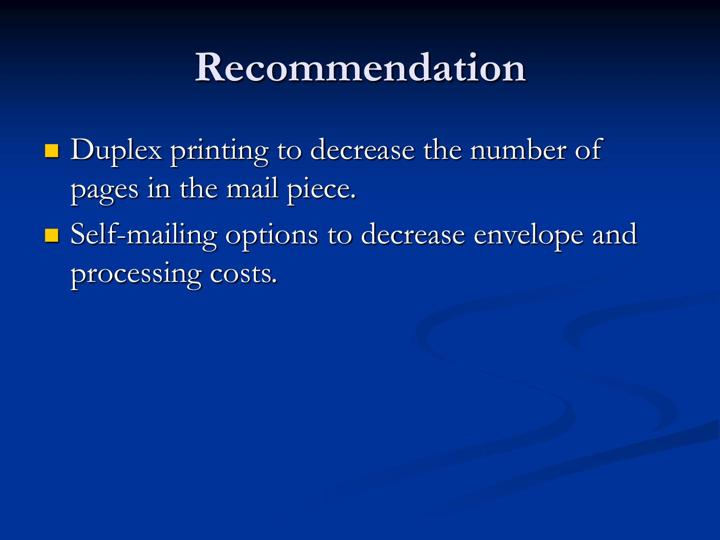 Recommendation
Duplex printing to decrease the number of
pages in the mail piece.
Self-mailing options to decrease envelope and
processing costs.